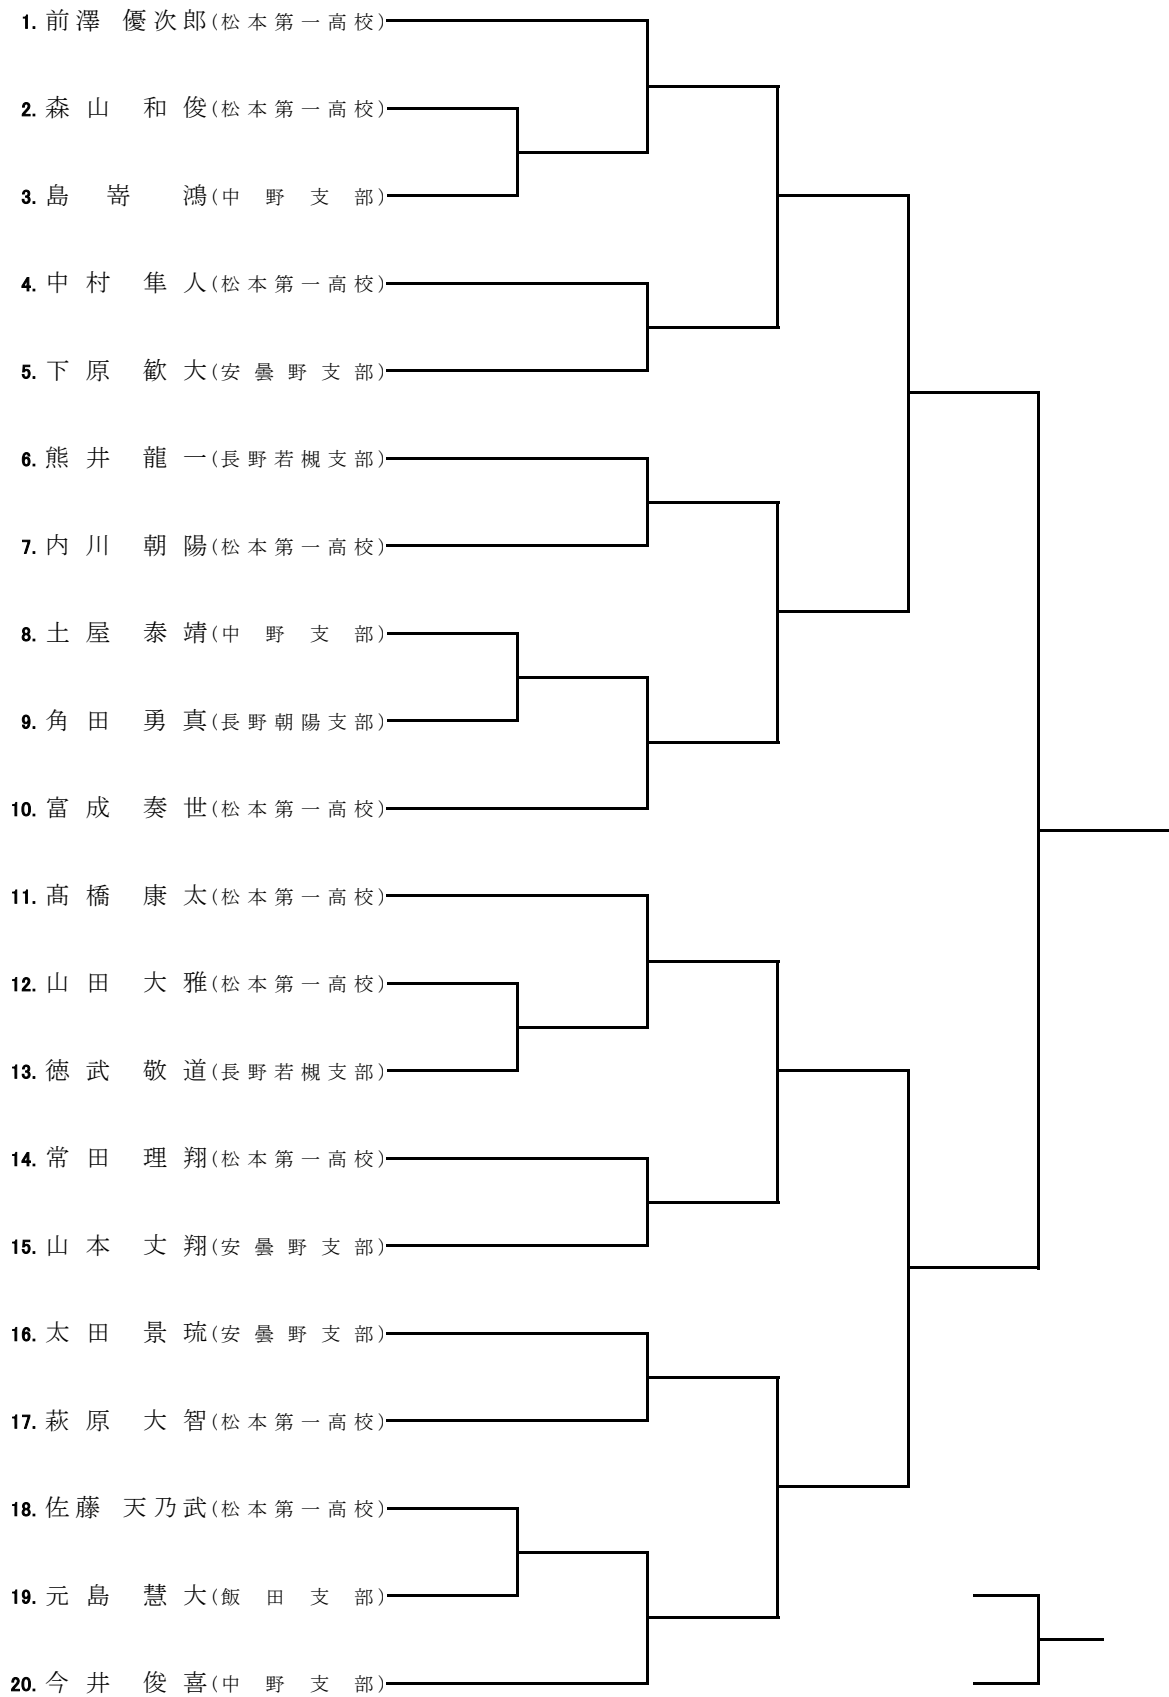 1. 前澤 優次郎(松本第一高校)
2. 森山 和俊(松本第一高校)
3. 島嵜 鴻(中野支部)
4. 中村 隼人(松本第一高校)
5. 下原 歓大(安曇野支部)
6. 熊井 龍一(長野若槻支部)
7. 内川 朝陽(松本第一高校)
8. 土屋 泰靖(中野支部)
9. 角田 勇真(長野朝陽支部)
10. 富成 奏世(松本第一高校)
11. 髙橋 康太(松本第一高校)
12. 山田 大雅(松本第一高校)
13. 徳武 敬道(長野若槻支部)
14. 常田 理翔(松本第一高校)
15. 山本 丈翔(安曇野支部)
16. 太田 景琉(安曇野支部)
17. 萩原 大智(松本第一高校)
18. 佐藤 天乃武(松本第一高校)
19. 元島 慧大(飯田支部)
20. 今井 俊喜(中野支部)